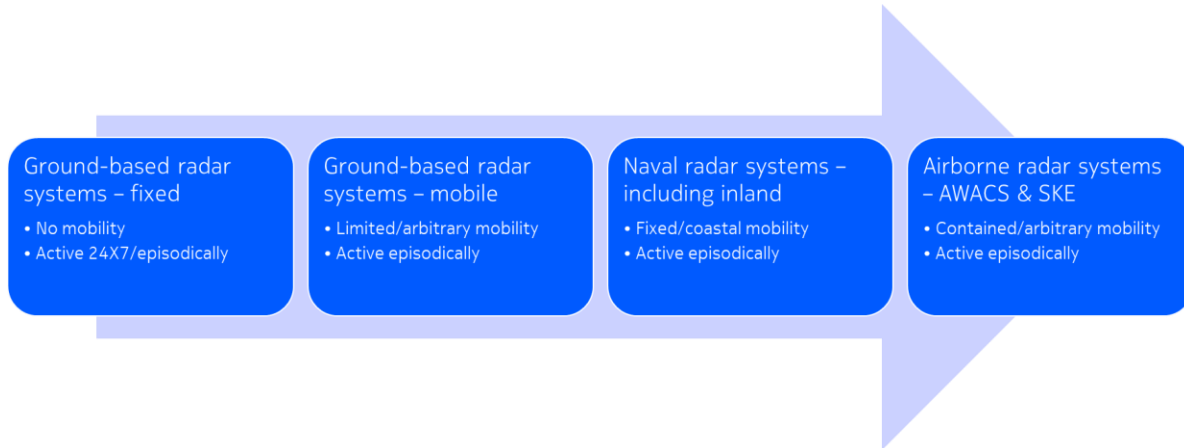 Ground-based radar
systems – fixed
• No mobility
• Active 24X7/episodically
Ground-based radar
systems – mobile
• Limited/arbitrary mobility
• Active episodically
Naval radar systems –
including inland
• Fixed/coastal mobility
• Active episodically
Airborne radar systems
– AWACS & SKE
• Contained/arbitrary mobility
• Active episodically